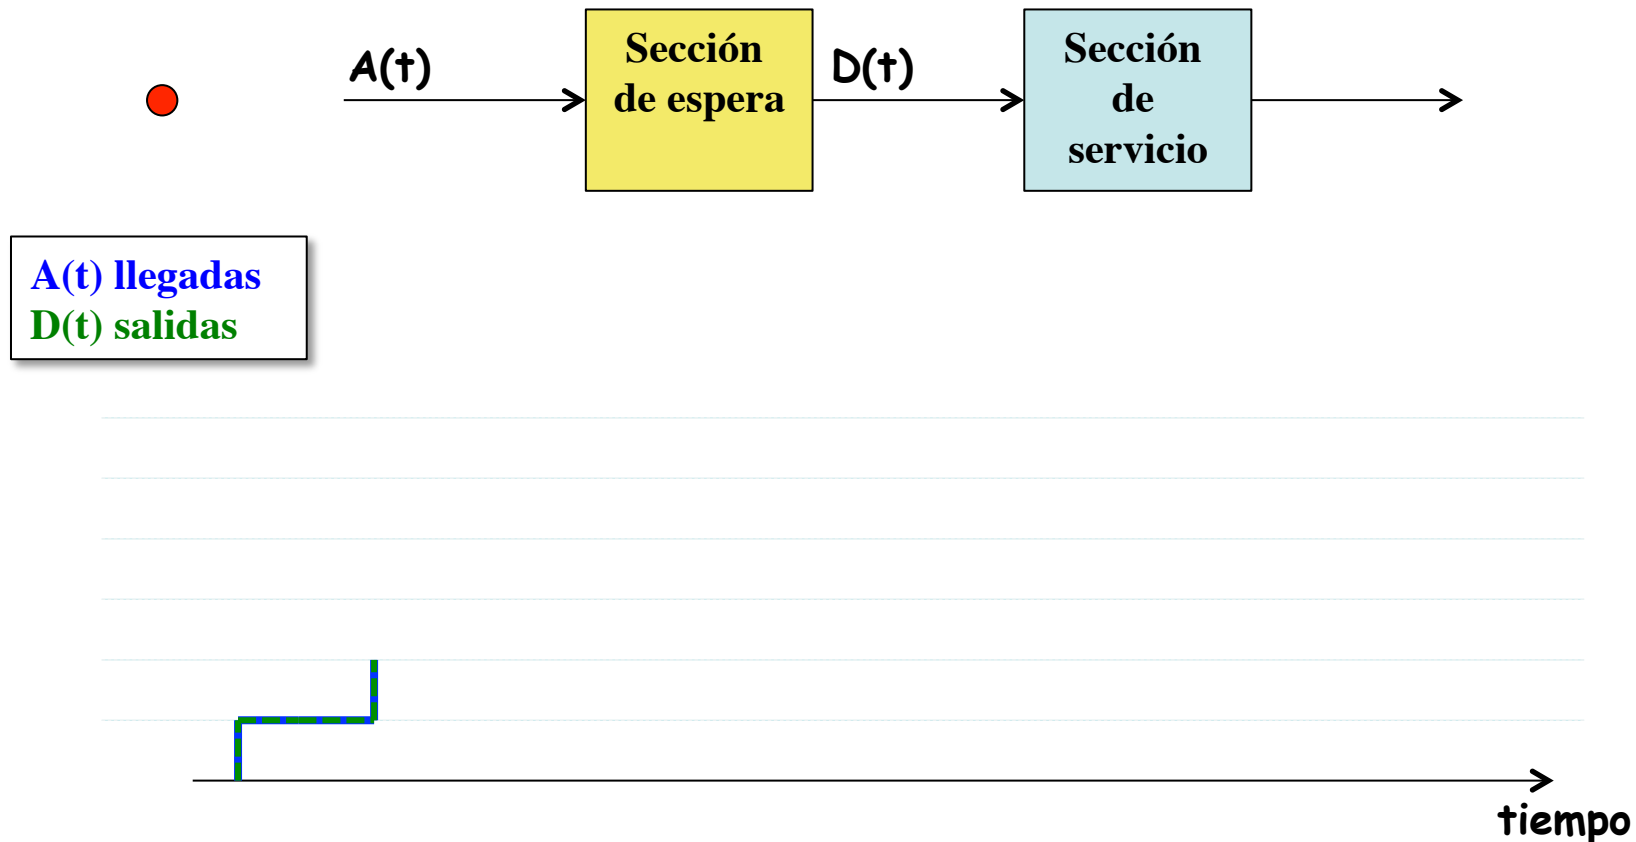 A(t)
Sección
de espera
D(t)
Sección
de
servicio
A(t) llegadas
D(t) salidas
tiempo